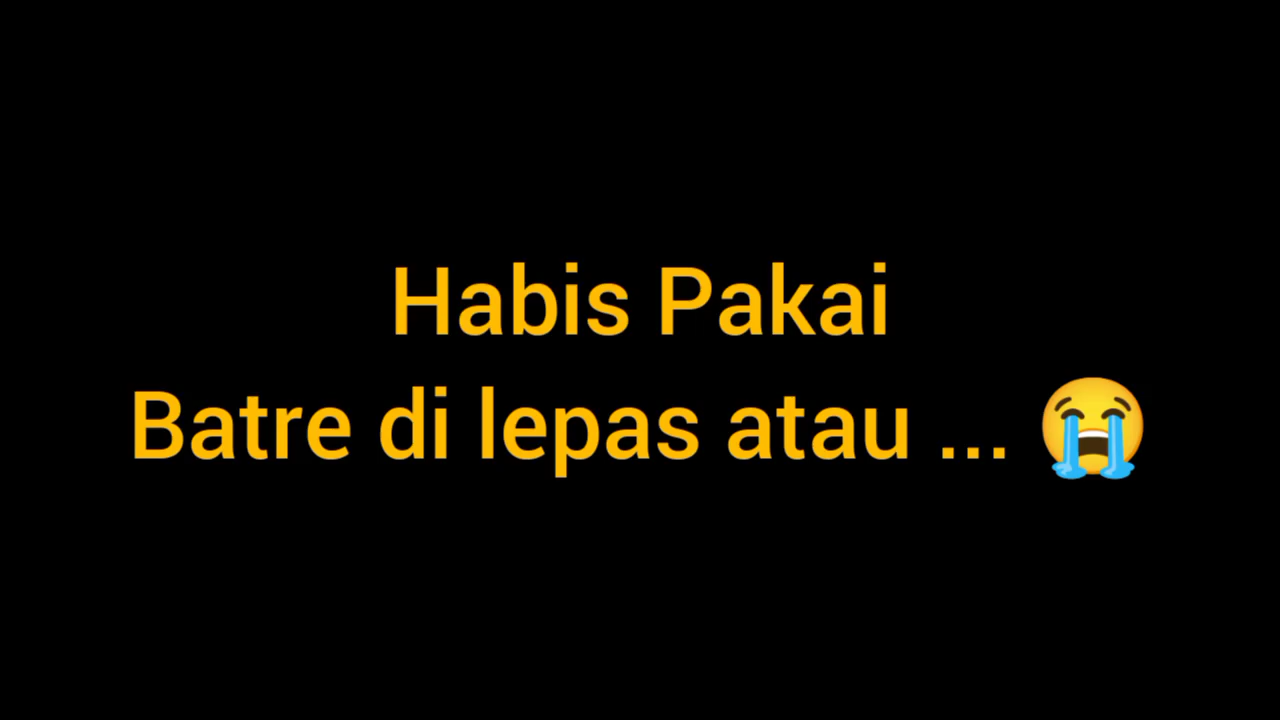 Habis Pakai
Batre di lepas atau ... 😭